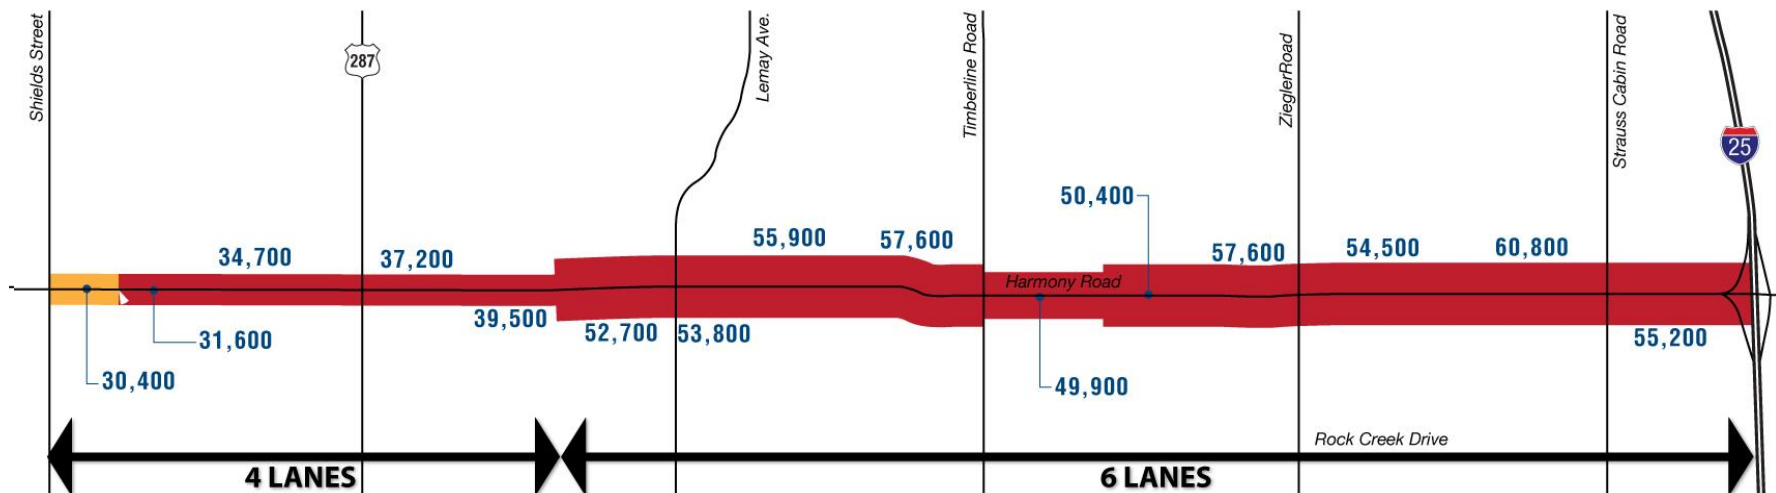 Shields Street
287
Lemay Ave.
Timberline Road
ZieglerRoad
Strauss Cabin Road
25
50,400
34,700
37,200
55,900
57,600
57,600
54,500
60,800
Harmony Road
39,500
52,700
53,800
31,600
55,200
30,400
49,900
Rock Creek Drive
4 LANES
6 LANES